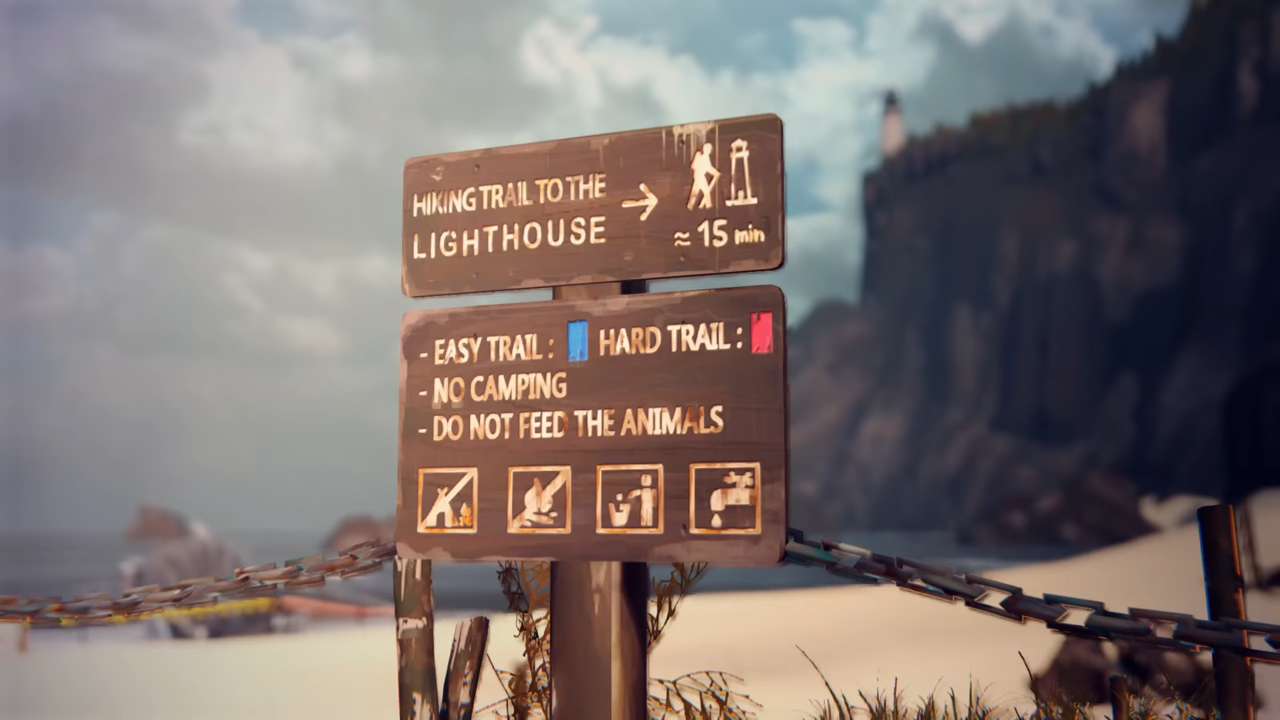 HIKING TRAIL TO THE
LIGHTHOUSE →
≈ 15 min
- EASY TRAIL : HARD TRAIL :
- NO CAMPING
- DO NOT FEED THE ANIMALS